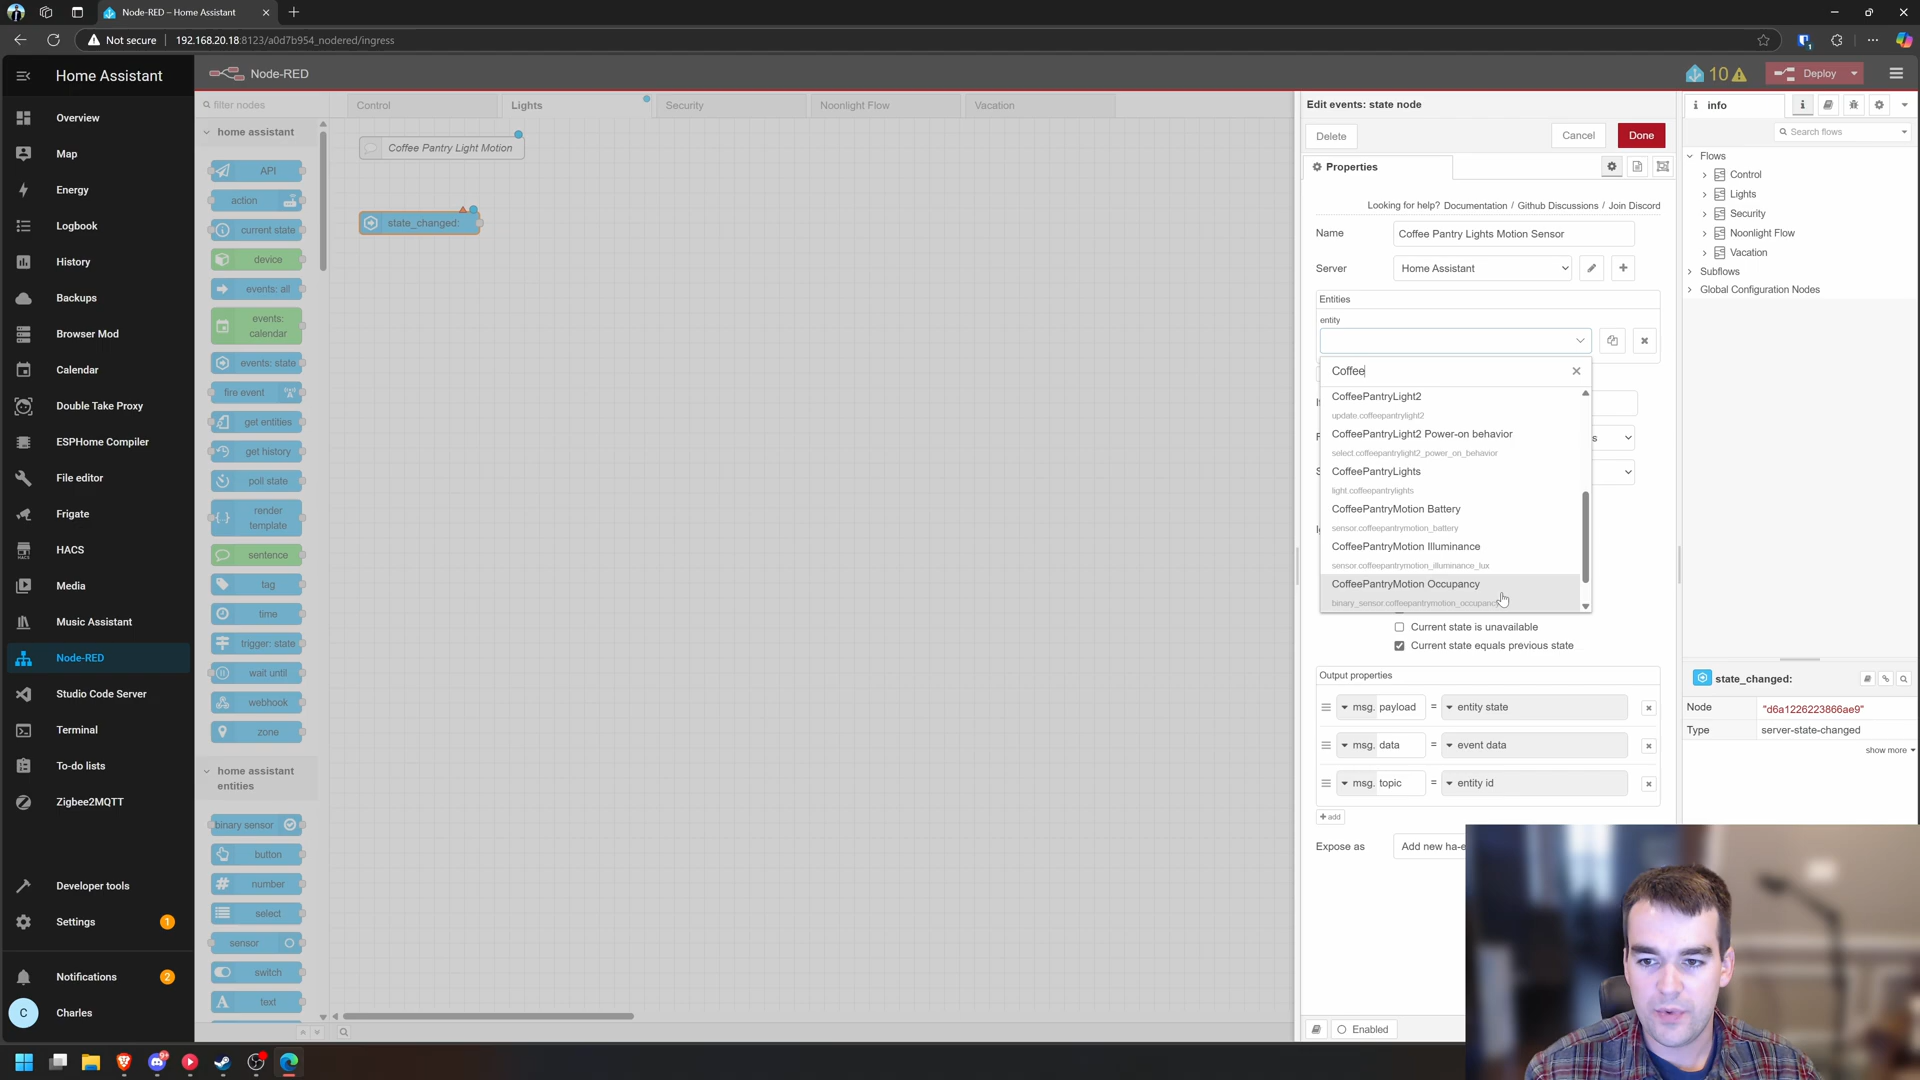 Node-RED – Home Assistant
Not secure
192.168.20.18:8123/a0d7b954_nodered/ingress
Home Assistant
Overview
Map
Energy
Logbook
History
Backups
Browser Mod
Calendar
Double Take Proxy
ESPHome Compiler
File editor
Frigate
HACS
Media
Music Assistant
Node-RED
Studio Code Server
Terminal
To-do lists
Zigbee2MQTT
Developer tools
Settings
1
Notifications
2
C
Charles
Node-RED
10
Deploy
filter nodes
home assistant
API
action
current state
device
events: all
events:
calendar
events: state
fire event
get entities
get history
poll state
render
template
sentence
tag
time
trigger: state
wait until
webhook
zone
home assistant
entities
binary sensor
button
number
select
sensor
switch
text
Control
Lights
Security
Noonlight Flow
Vacation
Coffee Pantry Light Motion
state_changed:
Edit events: state node
Delete
Cancel
Done
Properties
Looking for help? Documentation / Github Discussions / Join Discord
Name
Coffee Pantry Lights Motion Sensor
Server
Home Assistant
Entities
entity
Coffee
CoffeePantryLight2
update.coffeepantrylight2
CoffeePantryLight2 Power-on behavior
select.coffeepantrylight2_power_on_behavior
CoffeePantryLights
light.coffeepantrylights
CoffeePantryMotion Battery
sensor.coffeepantrymotion_battery
CoffeePantryMotion Illuminance
sensor.coffeepantrymotion_illuminance_lux
CoffeePantryMotion Occupancy
binary_sensor.coffeepantrymotion_occupancy
Current state is unavailable
Current state equals previous state
Output properties
msg. payload = entity state
msg. data = event data
msg. topic = entity id
add
Expose as
Add new ha-e
Enabled
info
Search flows
Flows
Control
Lights
Security
Noonlight Flow
Vacation
Subflows
Global Configuration Nodes
state_changed:
Node
"d6a1226223866ae9"
Type
server-state-changed
show more